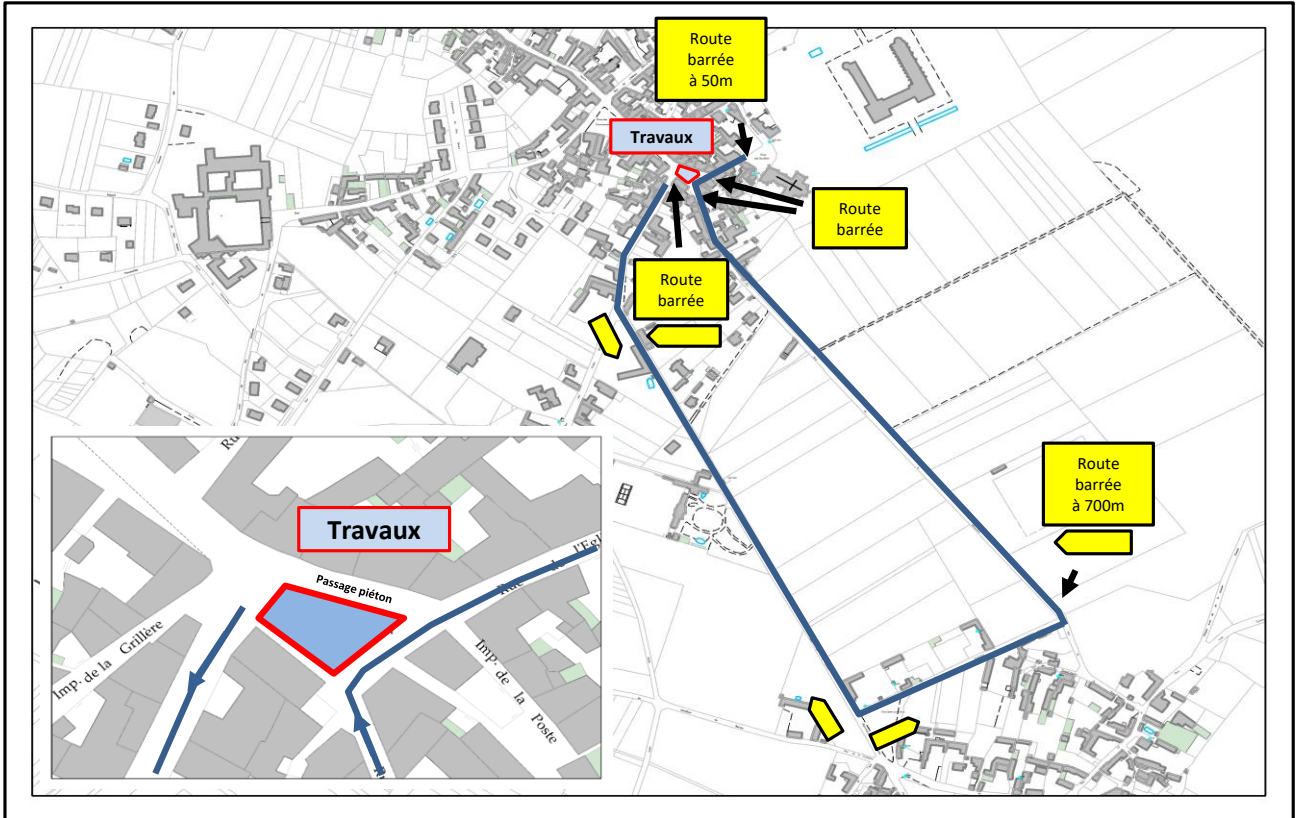 Route
barrée
à 50m
Travaux
Route
barrée
Route
barrée
Route
barrée
à 700m
Travaux
Passage piéton
Rue de l'Egl
Imp. de la Grillère
Imp. de la Poste
Ru